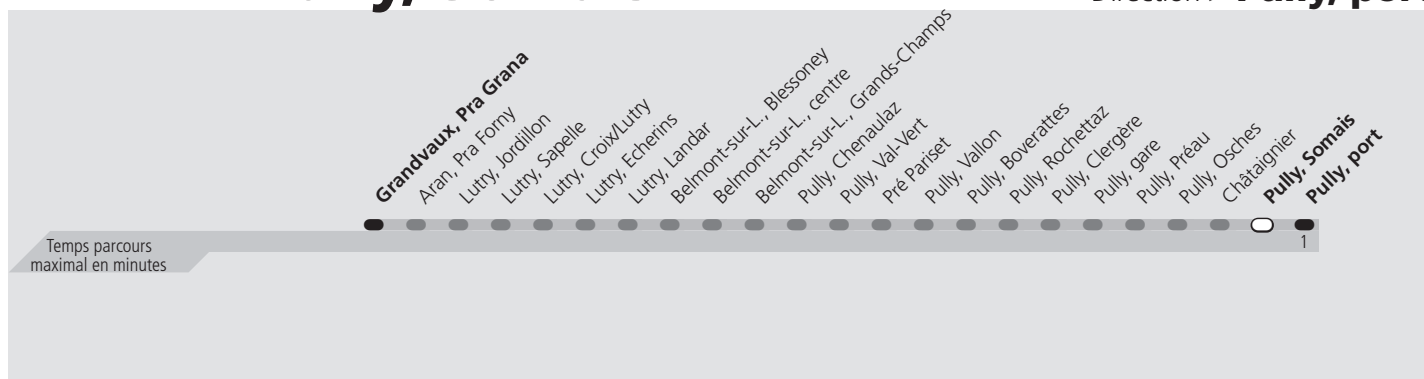 Grandvaux, Pra Grana
Aran, Pra Forny
Lutry, Jordillon
Lutry, Sapelle
Lutry, Croix/Lutry
Lutry, Echerins
Lutry, Landar
Belmont-sur-L., Blessoney
Belmont-sur-L., centre
Belmont-sur-L., Grands-Champs
Pully, Chenaulaz
Pully, Val-Vert
Pré Pariset
Pully, Vallon
Pully, Boverattes
Pully, Rochettaz
Pully, Clergère
Pully, gare
Pully, Préau
Pully, Osches
Châtaignier
Pully, Somais
Pully, port
Temps parcours
maximal en minutes
1